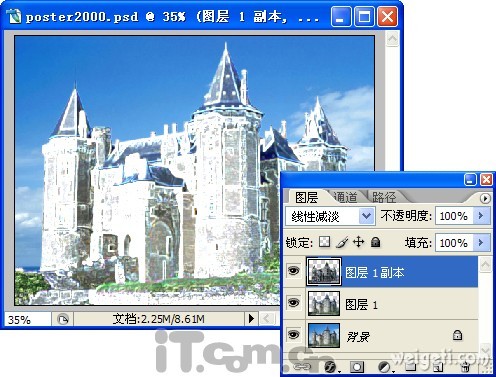 poster2000.psd @ 35% (图层 1 副本, ...
35%
文档:2.25M/8.61M
图层 通道 路径
线性减淡 不透明度: 100%
锁定: 填充: 100%
图层 1 副本
图层 1
背景
iT.com.cn
weigeti.com